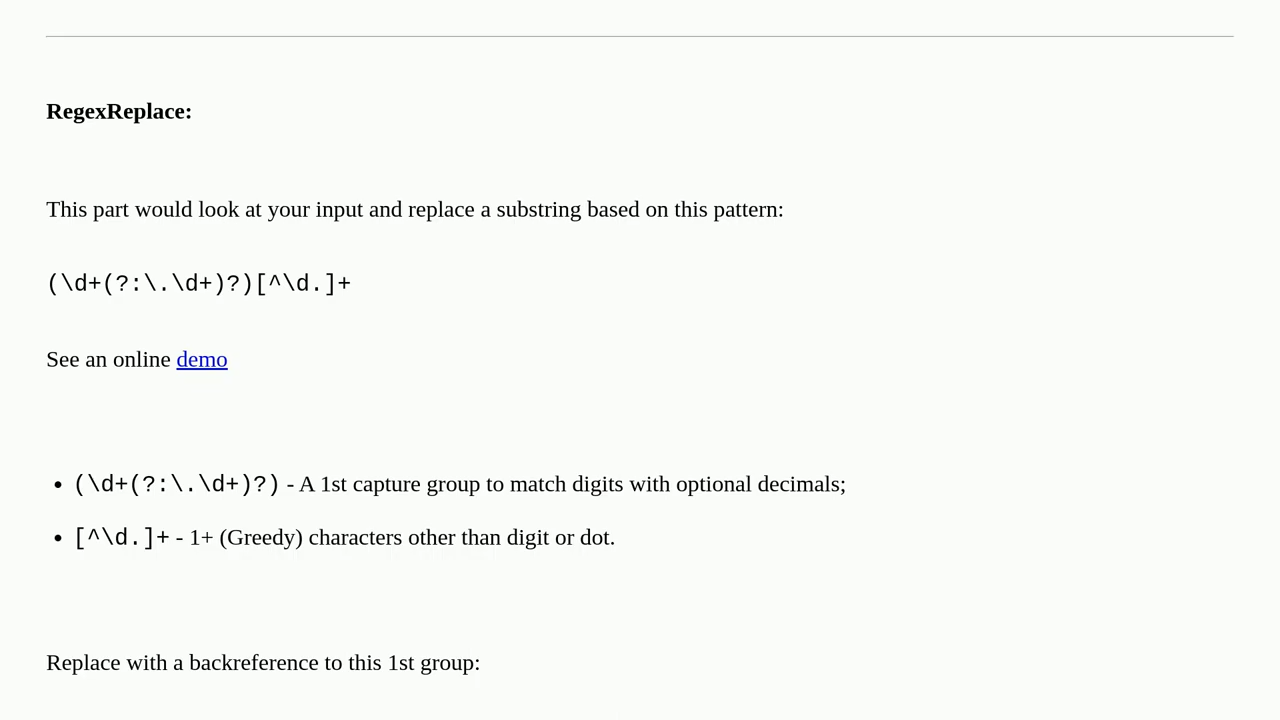 RegexReplace:
This part would look at your input and replace a substring based on this pattern:
(\d+(?:\.\d+)?)[^\d.]+
See an online demo
• (\d+(?:\.\d+)?) - A 1st capture group to match digits with optional decimals;
• [^\d.]+ - 1+ (Greedy) characters other than digit or dot.
Replace with a backreference to this 1st group: